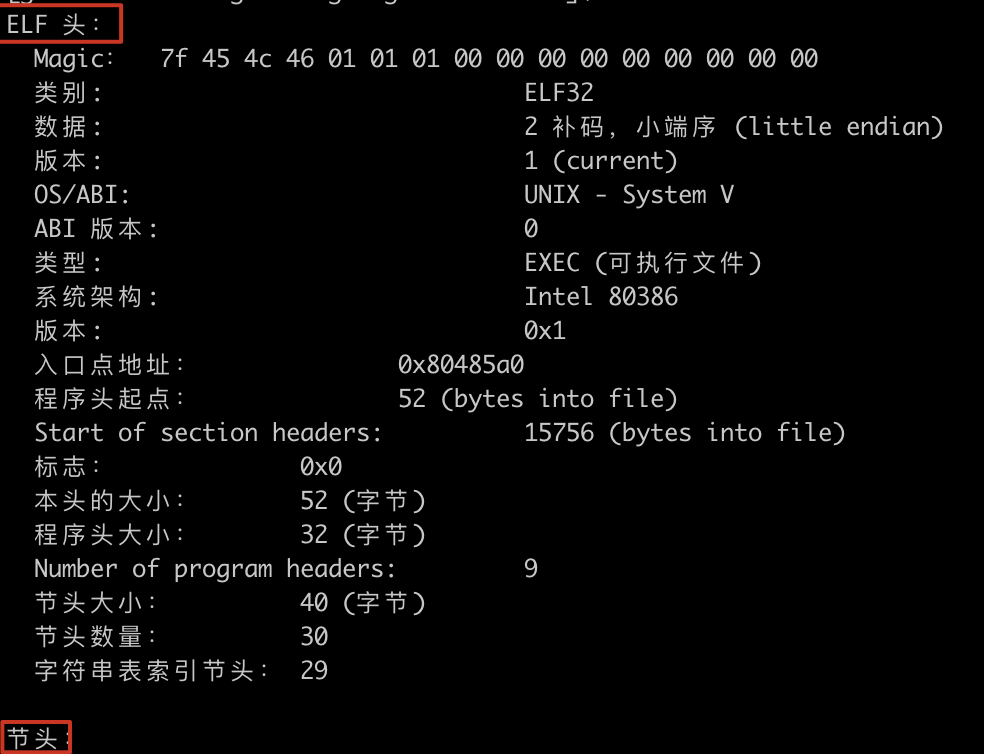 ELF 头:
Magic: 7f 45 4c 46 01 01 01 00 00 00 00 00 00 00 00 00
类别: ELF32
数据: 2 补码, 小端序 (little endian)
版本: 1 (current)
OS/ABI: UNIX - System V
ABI 版本: 0
类型: EXEC (可执行文件)
系统架构: Intel 80386
版本: 0x1
入口点地址: 0x80485a0
程序头起点: 52 (bytes into file)
Start of section headers: 15756 (bytes into file)
标志: 0x0
本头的大小: 52 (字节)
程序头大小: 32 (字节)
Number of program headers: 9
节头大小: 40 (字节)
节头数量: 30
字符串表索引节头: 29
节头: